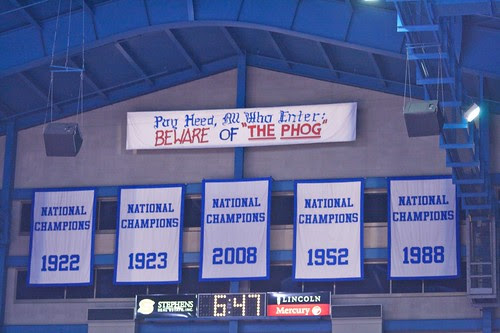 Pay Heed, All Who Enter:
BEWARE OF "THE PHOG"
NATIONAL
CHAMPIONS
1922
NATIONAL
CHAMPIONS
1923
NATIONAL
CHAMPIONS
2008
NATIONAL
CHAMPIONS
1952
NATIONAL
CHAMPIONS
1988
STEPHENS
6:47
LINCOLN
Mercury